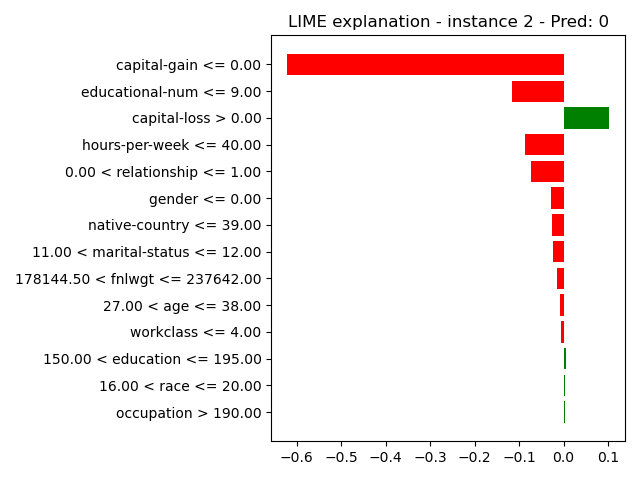 LIME explanation - instance 2 - Pred: 0
capital-gain <= 0.00
educational-num <= 9.00
capital-loss > 0.00
hours-per-week <= 40.00
0.00 < relationship <= 1.00
gender <= 0.00
native-country <= 39.00
11.00 < marital-status <= 12.00
178144.50 < fnlwgt <= 237642.00
27.00 < age <= 38.00
workclass <= 4.00
150.00 < education <= 195.00
16.00 < race <= 20.00
occupation > 190.00
−0.6 −0.5 −0.4 −0.3 −0.2 −0.1 0.0 0.1